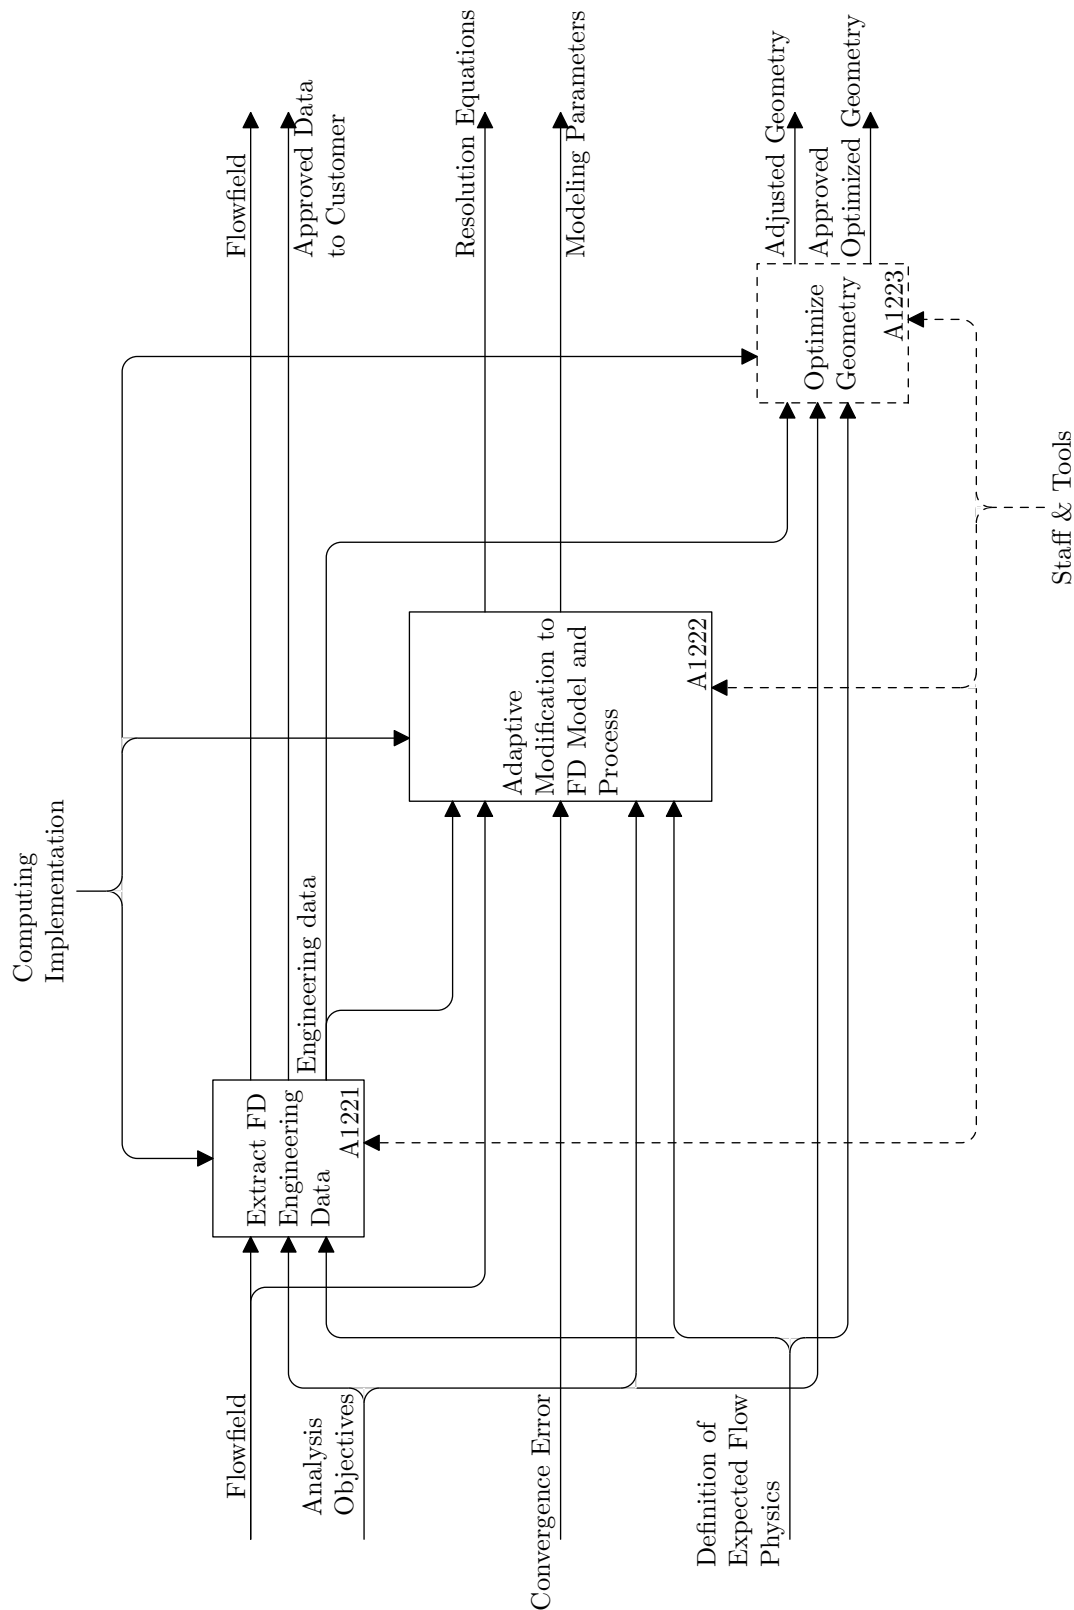 Computing
Implementation
Flowfield
Analysis
Objectives
Convergence Error
Definition of
Expected Flow
Physics
Extract FD
Engineering
Data
A1221
Engineering data
Adaptive
Modification to
FD Model and
Process
A1222
Optimize
Geometry
A1223
Flowfield
Approved Data
to Customer
Resolution Equations
Modeling Parameters
Adjusted Geometry
Approved
Optimized Geometry
Staff & Tools